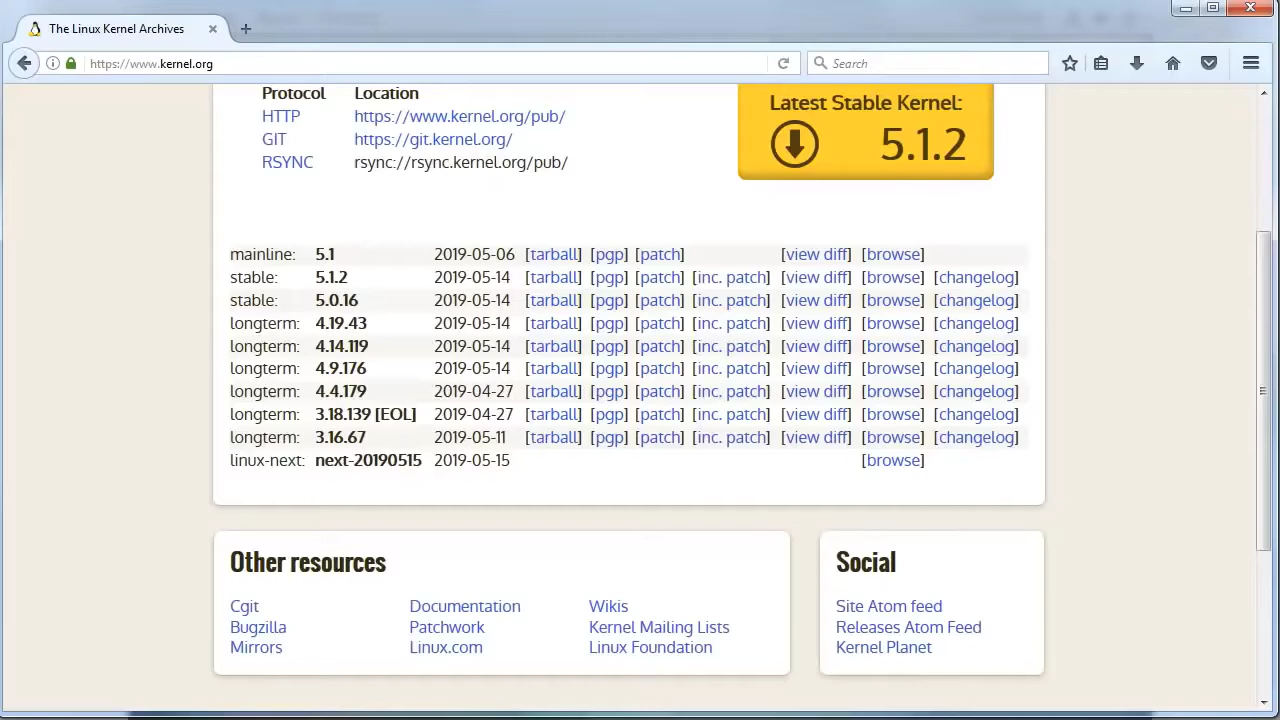 The Linux Kernel Archives
https://www.kernel.org
Search
Protocol Location
HTTP https://www.kernel.org/pub/
GIT https://git.kernel.org/
RSYNC rsync://rsync.kernel.org/pub/
Latest Stable Kernel:
5.1.2
mainline: 5.1 2019-05-06 [tarball] [pgp] [patch] [view diff] [browse]
stable: 5.1.2 2019-05-14 [tarball] [pgp] [patch] [inc. patch] [view diff] [browse] [changelog]
stable: 5.0.16 2019-05-14 [tarball] [pgp] [patch] [inc. patch] [view diff] [browse] [changelog]
longterm: 4.19.43 2019-05-14 [tarball] [pgp] [patch] [inc. patch] [view diff] [browse] [changelog]
longterm: 4.14.119 2019-05-14 [tarball] [pgp] [patch] [inc. patch] [view diff] [browse] [changelog]
longterm: 4.9.176 2019-05-14 [tarball] [pgp] [patch] [inc. patch] [view diff] [browse] [changelog]
longterm: 4.4.179 2019-04-27 [tarball] [pgp] [patch] [inc. patch] [view diff] [browse] [changelog]
longterm: 3.18.139 [EOL] 2019-04-27 [tarball] [pgp] [patch] [inc. patch] [view diff] [browse] [changelog]
longterm: 3.16.67 2019-05-11 [tarball] [pgp] [patch] [inc. patch] [view diff] [browse] [changelog]
linux-next: next-20190515 2019-05-15 [browse]
Other resources
Cgit Documentation Wikis
Bugzilla Patchwork Kernel Mailing Lists
Mirrors Linux.com Linux Foundation
Social
Site Atom feed
Releases Atom Feed
Kernel Planet